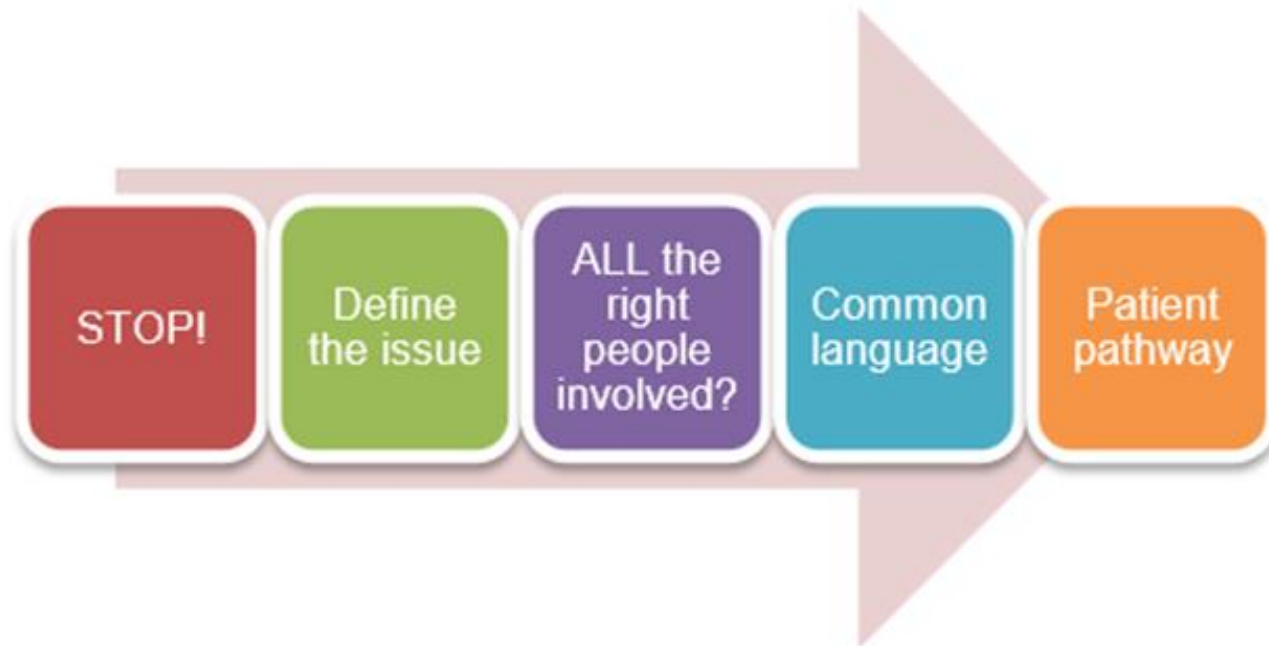 STOP!
Define
the issue
ALL the
right
people
involved?
Common
language
Patient
pathway